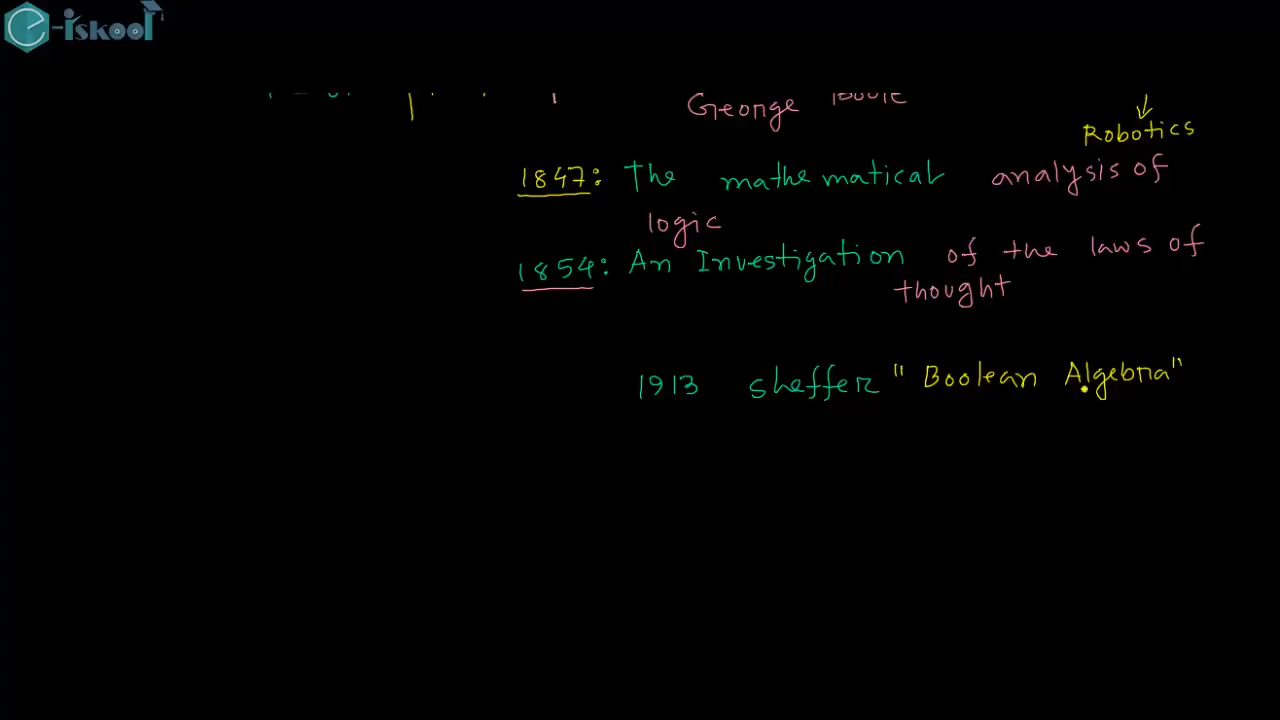 e-iskool
George Boole
Robotics
1847: The mathematical analysis of
logic
1854: An Investigation of the laws of
thought
1913 sheffer "Boolean Algebra"